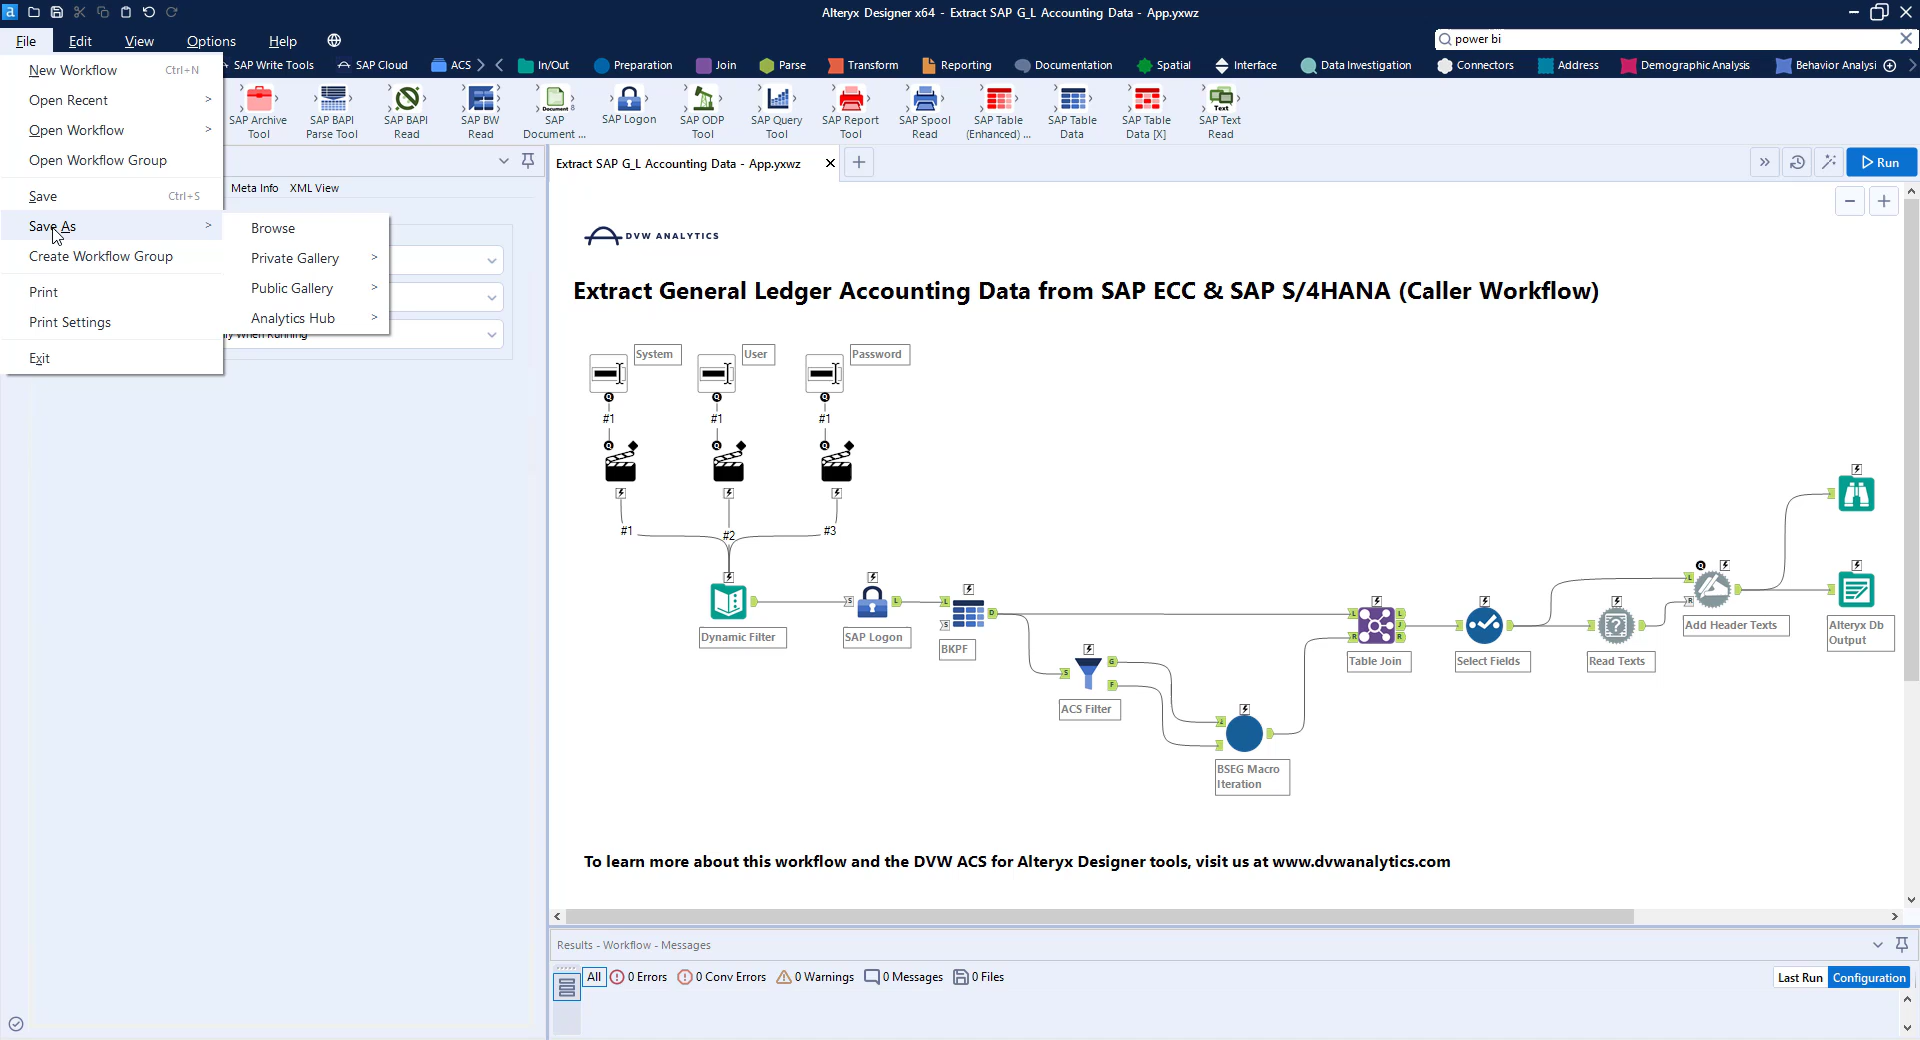 Alteryx Designer x64 - Extract SAP G_L Accounting Data - App.yxwz
File Edit View Options Help
power bi
SAP Write Tools SAP Cloud ACS In/Out Preparation Join Parse Transform Reporting Documentation Spatial Interface Data Investigation Connectors Address Demographic Analysis Behavior Analysi
SAP Archive Tool
SAP BAPI Parse Tool
SAP BAPI Read
SAP BW Read
SAP Document ...
SAP Logon
SAP ODP Tool
SAP Query Tool
SAP Report Tool
SAP Spool Read
SAP Table (Enhanced) ...
SAP Table Data
SAP Table Data [X]
SAP Text Read
New Workflow Ctrl+N
Open Recent >
Open Workflow >
Open Workflow Group
Save Ctrl+S
Save As >
Create Workflow Group
Print
Print Settings
Exit
Browse
Private Gallery >
Public Gallery >
Analytics Hub >
Meta Info XML View
When Running
Extract SAP G_L Accounting Data - App.yxwz
Run
DVW ANALYTICS
Extract General Ledger Accounting Data from SAP ECC & SAP S/4HANA (Caller Workflow)
System User Password
#1 #1 #1
#1 #2 #3
Dynamic Filter
SAP Logon
BKPF
ACS Filter
BSEG Macro
Iteration
Table Join
Select Fields
Read Texts
Add Header Texts
Alteryx Db
Output
To learn more about this workflow and the DVW ACS for Alteryx Designer tools, visit us at www.dvwanalytics.com
Results - Workflow - Messages
All 0 Errors 0 Conv Errors 0 Warnings 0 Messages 0 Files
Last Run Configuration